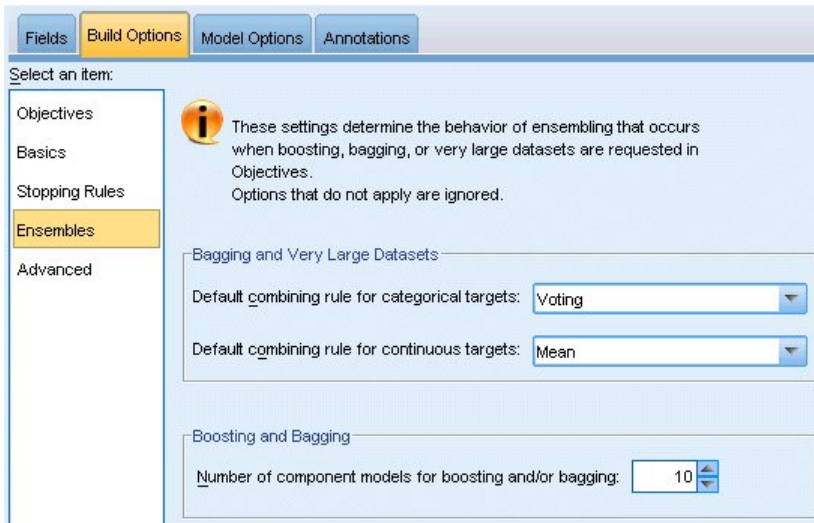 Fields
Build Options
Model Options
Annotations
Select an item:
Objectives
Basics
Stopping Rules
Ensembles
Advanced
These settings determine the behavior of ensembling that occurs
when boosting, bagging, or very large datasets are requested in
Objectives.
Options that do not apply are ignored.
Bagging and Very Large Datasets
Default combining rule for categorical targets: Voting
Default combining rule for continuous targets: Mean
Boosting and Bagging
Number of component models for boosting and/or bagging: 10